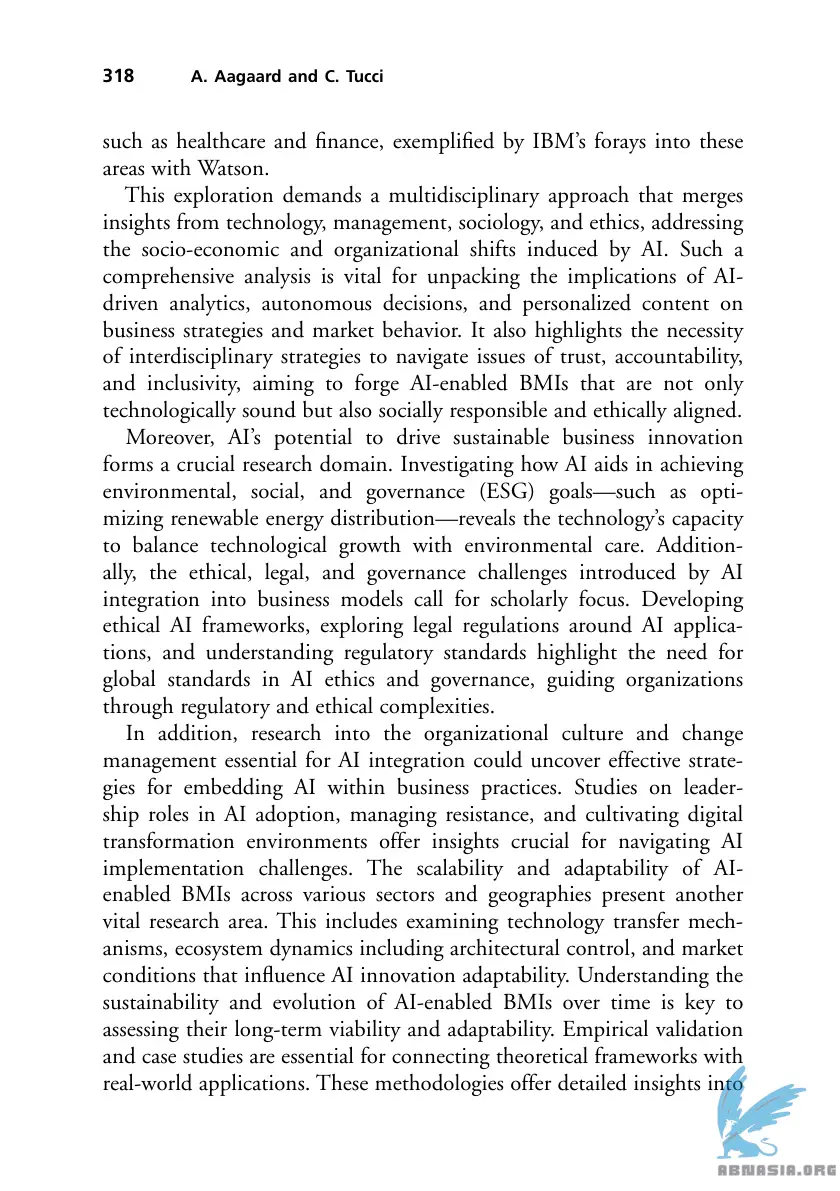 318 A. Aagaard and C. Tucci
such as healthcare and finance, exemplified by IBM’s forays into these
areas with Watson.
This exploration demands a multidisciplinary approach that merges
insights from technology, management, sociology, and ethics, addressing
the socio-economic and organizational shifts induced by AI. Such a
comprehensive analysis is vital for unpacking the implications of AI-
driven analytics, autonomous decisions, and personalized content on
business strategies and market behavior. It also highlights the necessity
of interdisciplinary strategies to navigate issues of trust, accountability,
and inclusivity, aiming to forge AI-enabled BMIs that are not only
technologically sound but also socially responsible and ethically aligned.
Moreover, AI’s potential to drive sustainable business innovation
forms a crucial research domain. Investigating how AI aids in achieving
environmental, social, and governance (ESG) goals—such as opti-
mizing renewable energy distribution—reveals the technology’s capacity
to balance technological growth with environmental care. Addition-
ally, the ethical, legal, and governance challenges introduced by AI
integration into business models call for scholarly focus. Developing
ethical AI frameworks, exploring legal regulations around AI applica-
tions, and understanding regulatory standards highlight the need for
global standards in AI ethics and governance, guiding organizations
through regulatory and ethical complexities.
In addition, research into the organizational culture and change
management essential for AI integration could uncover effective strate-
gies for embedding AI within business practices. Studies on leader-
ship roles in AI adoption, managing resistance, and cultivating digital
transformation environments offer insights crucial for navigating AI
implementation challenges. The scalability and adaptability of AI-
enabled BMIs across various sectors and geographies present another
vital research area. This includes examining technology transfer mech-
anisms, ecosystem dynamics including architectural control, and market
conditions that influence AI innovation adaptability. Understanding the
sustainability and evolution of AI-enabled BMIs over time is key to
assessing their long-term viability and adaptability. Empirical validation
and case studies are essential for connecting theoretical frameworks with
real-world applications. These methodologies offer detailed insights into
ABNASIA.ORG